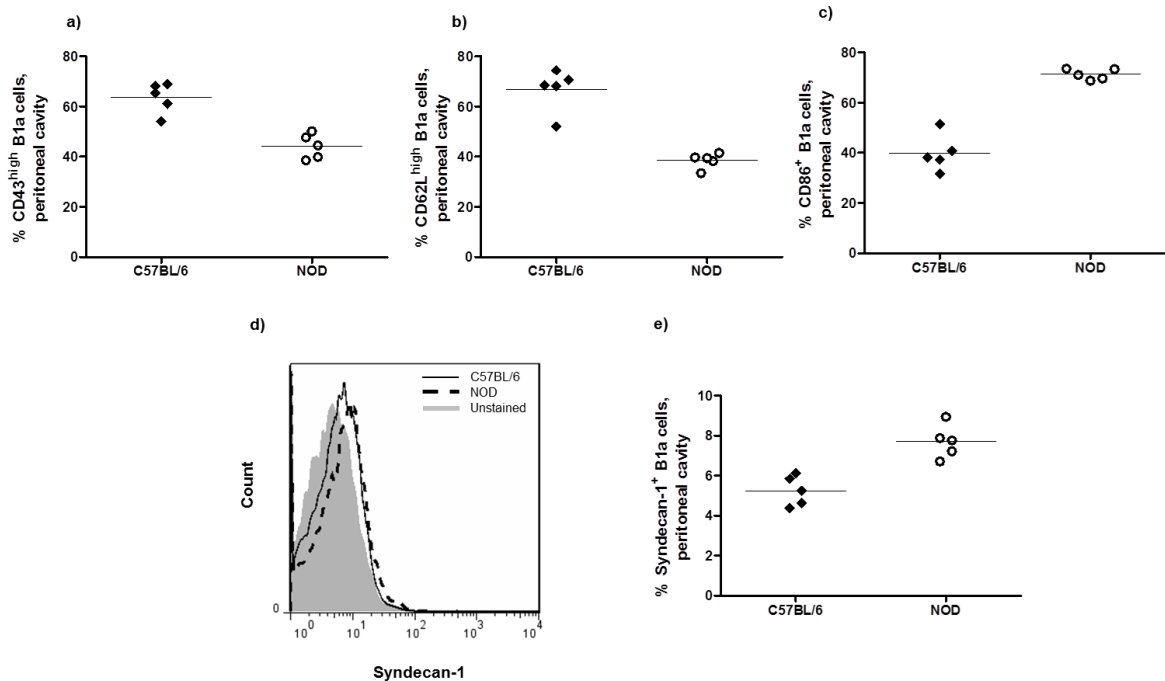 a)
% CD43high B1a cells,
peritoneal cavity
80
60
40
20
0
C57BL/6 NOD
b)
% CD62Lhigh B1a cells,
peritoneal cavity
80
60
40
20
0
C57BL/6 NOD
c)
% CD86+ B1a cells,
peritoneal cavity
80
60
40
20
0
C57BL/6 NOD
d)
C57BL/6
NOD
Unstained
Count
0
10^0 10^1 10^2 10^3 10^4
Syndecan-1
e)
% Syndecan-1+ B1a cells,
peritoneal cavity
10
8
6
4
2
0
C57BL/6 NOD